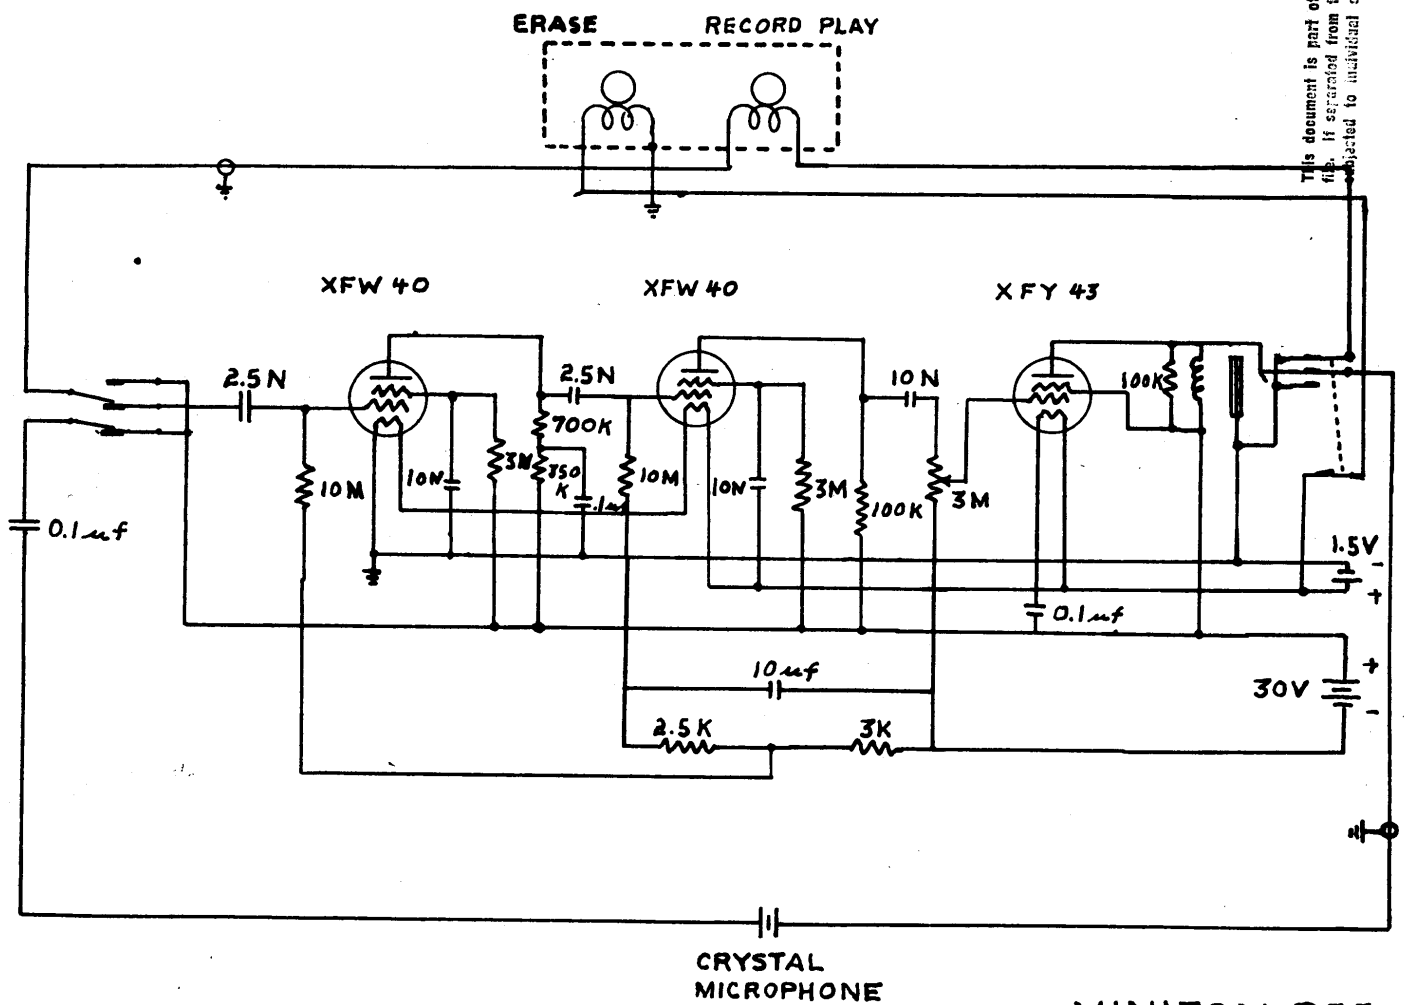 ERASE RECORD PLAY
This document is part of
file. If separated from
subjected to individual
XFW 40 XFW 40 XFY 43
2.5N 2.5N 10N 100K
700K
10M 10N 3M 350 K .1 10M 10N 3M 100K 3M
0.1uf
1.5V
-
+
0.1uf
10uf
30V
+
-
2.5K 3K
CRYSTAL
MICROPHONE